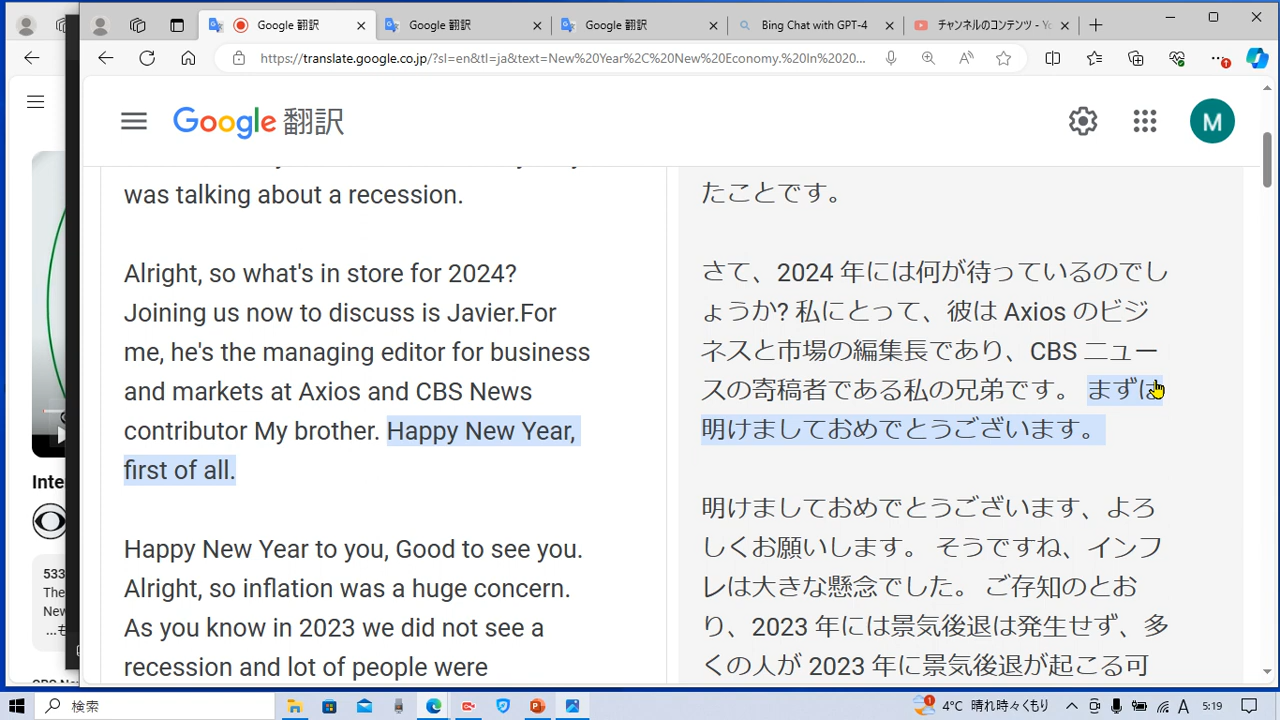 Google 翻訳
Google 翻訳
Google 翻訳
Bing Chat with GPT-4
チャンネルのコンテンツ - Yo
https://translate.google.co.jp/?sl=en&tl=ja&text=New%20Year%2C%20New%20Economy.%20In%2020...
Google 翻訳
M
was talking about a recession.
Alright, so what's in store for 2024?
Joining us now to discuss is Javier.For
me, he's the managing editor for business
and markets at Axios and CBS News
contributor My brother. Happy New Year,
first of all.
Happy New Year to you, Good to see you.
Alright, so inflation was a huge concern.
As you know in 2023 we did not see a
recession and lot of people were
たことです。
さて、2024 年には何が待っているのでし
ょうか? 私にとって、彼は Axios のビジ
ネスと市場の編集長であり、CBS ニュー
スの寄稿者である私の兄弟です。 まずは
明けましておめでとうございます。
明けましておめでとうございます、よろ
しくお願いします。 そうですね、インフ
レは大きな懸念でした。 ご存知のとお
り、2023 年には景気後退は発生せず、多
くの人が 2023 年に景気後退が起こる可
Inte
533
The
New
...も
検索
1
4°C 晴れ時々くもり
A
5:19